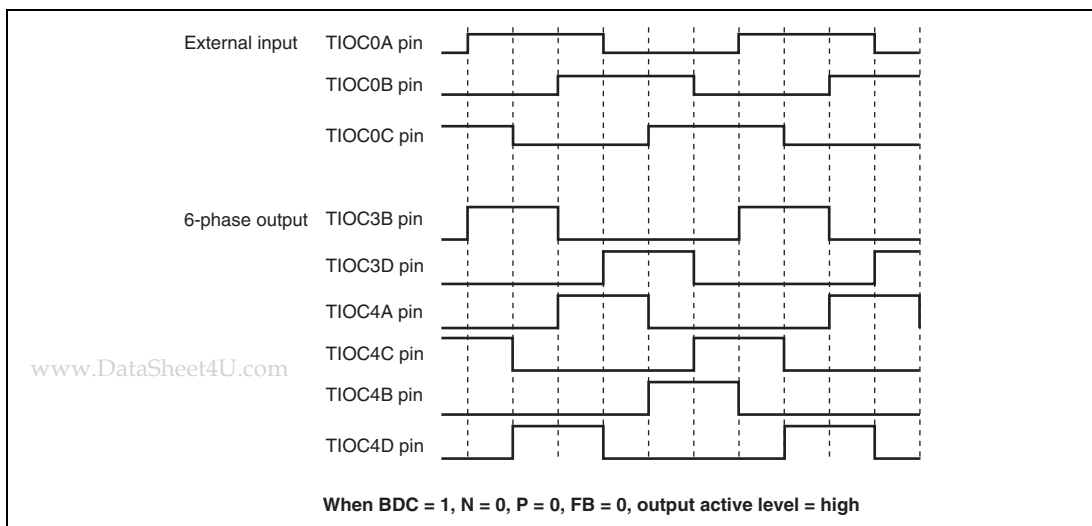 External input TIOC0A pin
TIOC0B pin
TIOC0C pin
6-phase output TIOC3B pin
TIOC3D pin
TIOC4A pin
TIOC4C pin
www.DataSheet4U.com
TIOC4B pin
TIOC4D pin
When BDC = 1, N = 0, P = 0, FB = 0, output active level = high